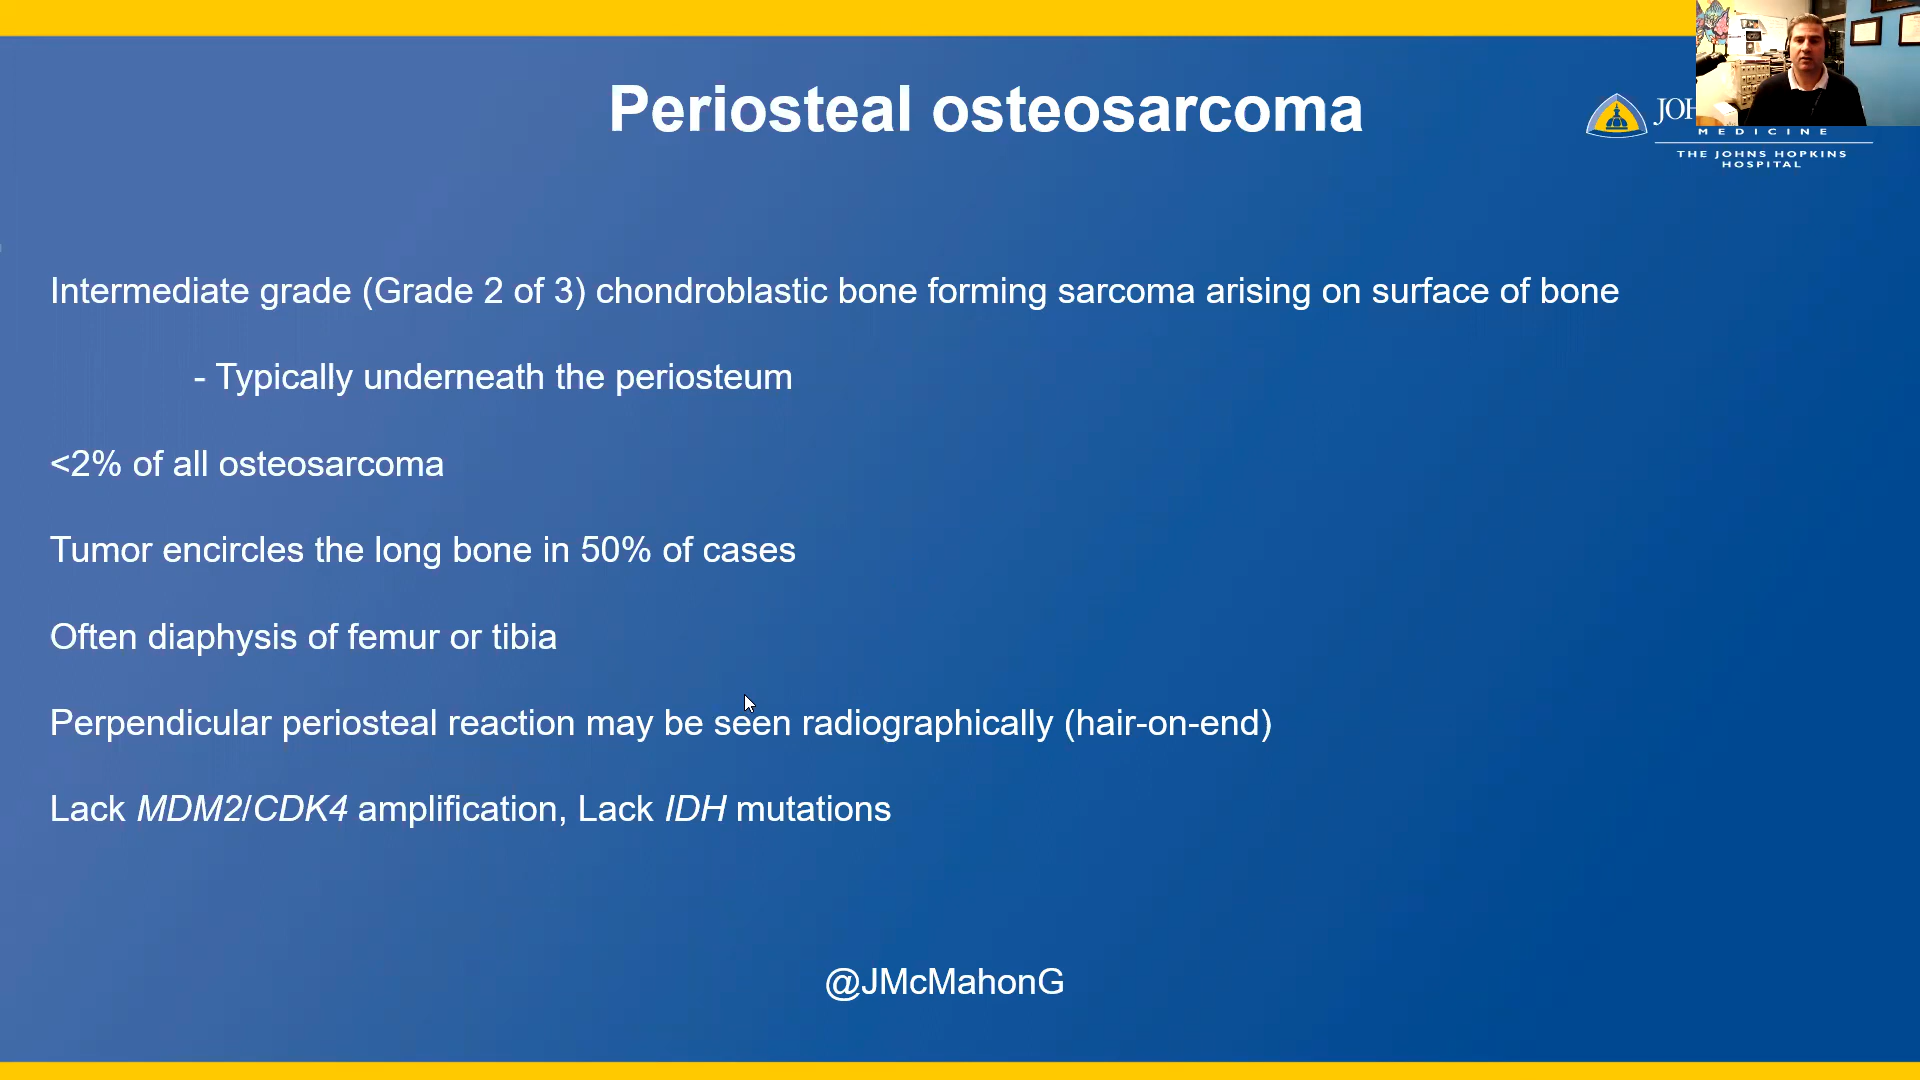 Periosteal osteosarcoma
MEDICINE
THE JOHNS HOPKINS
HOSPITAL
Intermediate grade (Grade 2 of 3) chondroblastic bone forming sarcoma arising on surface of bone
- Typically underneath the periosteum
<2% of all osteosarcoma
Tumor encircles the long bone in 50% of cases
Often diaphysis of femur or tibia
Perpendicular periosteal reaction may be seen radiographically (hair-on-end)
Lack MDM2/CDK4 amplification, Lack IDH mutations
@JMcMahonG